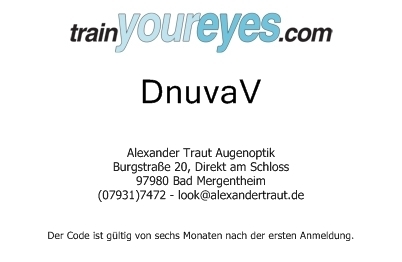 trainyoureyes.com
DnuvaV
Alexander Traut Augenoptik
Burgstraße 20, Direkt am Schloss
97980 Bad Mergentheim
(07931)7472 - look@alexandertraut.de
Der Code ist gültig von sechs Monaten nach der ersten Anmeldung.